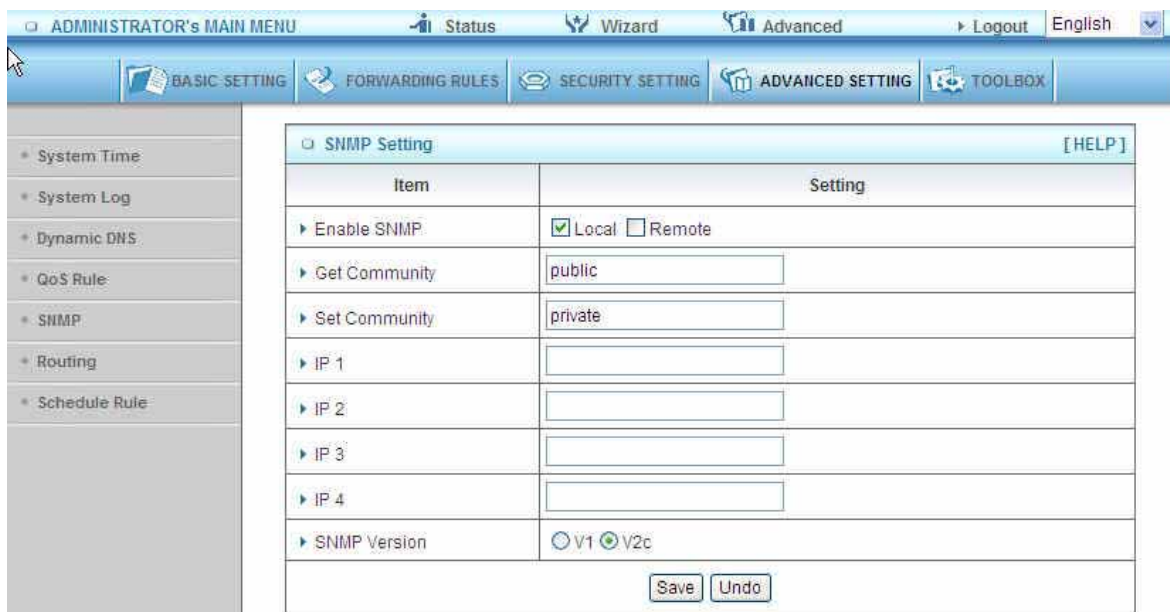 ADMINISTRATOR's MAIN MENU Status Wizard Advanced Logout English
BASIC SETTING FORWARDING RULES SECURITY SETTING ADVANCED SETTING TOOLBOX
System Time
System Log
Dynamic DNS
QoS Rule
SNMP
Routing
Schedule Rule
SNMP Setting [HELP]
Item Setting
Enable SNMP Local Remote
Get Community public
Set Community private
IP 1
IP 2
IP 3
IP 4
SNMP Version V1 V2c
Save Undo